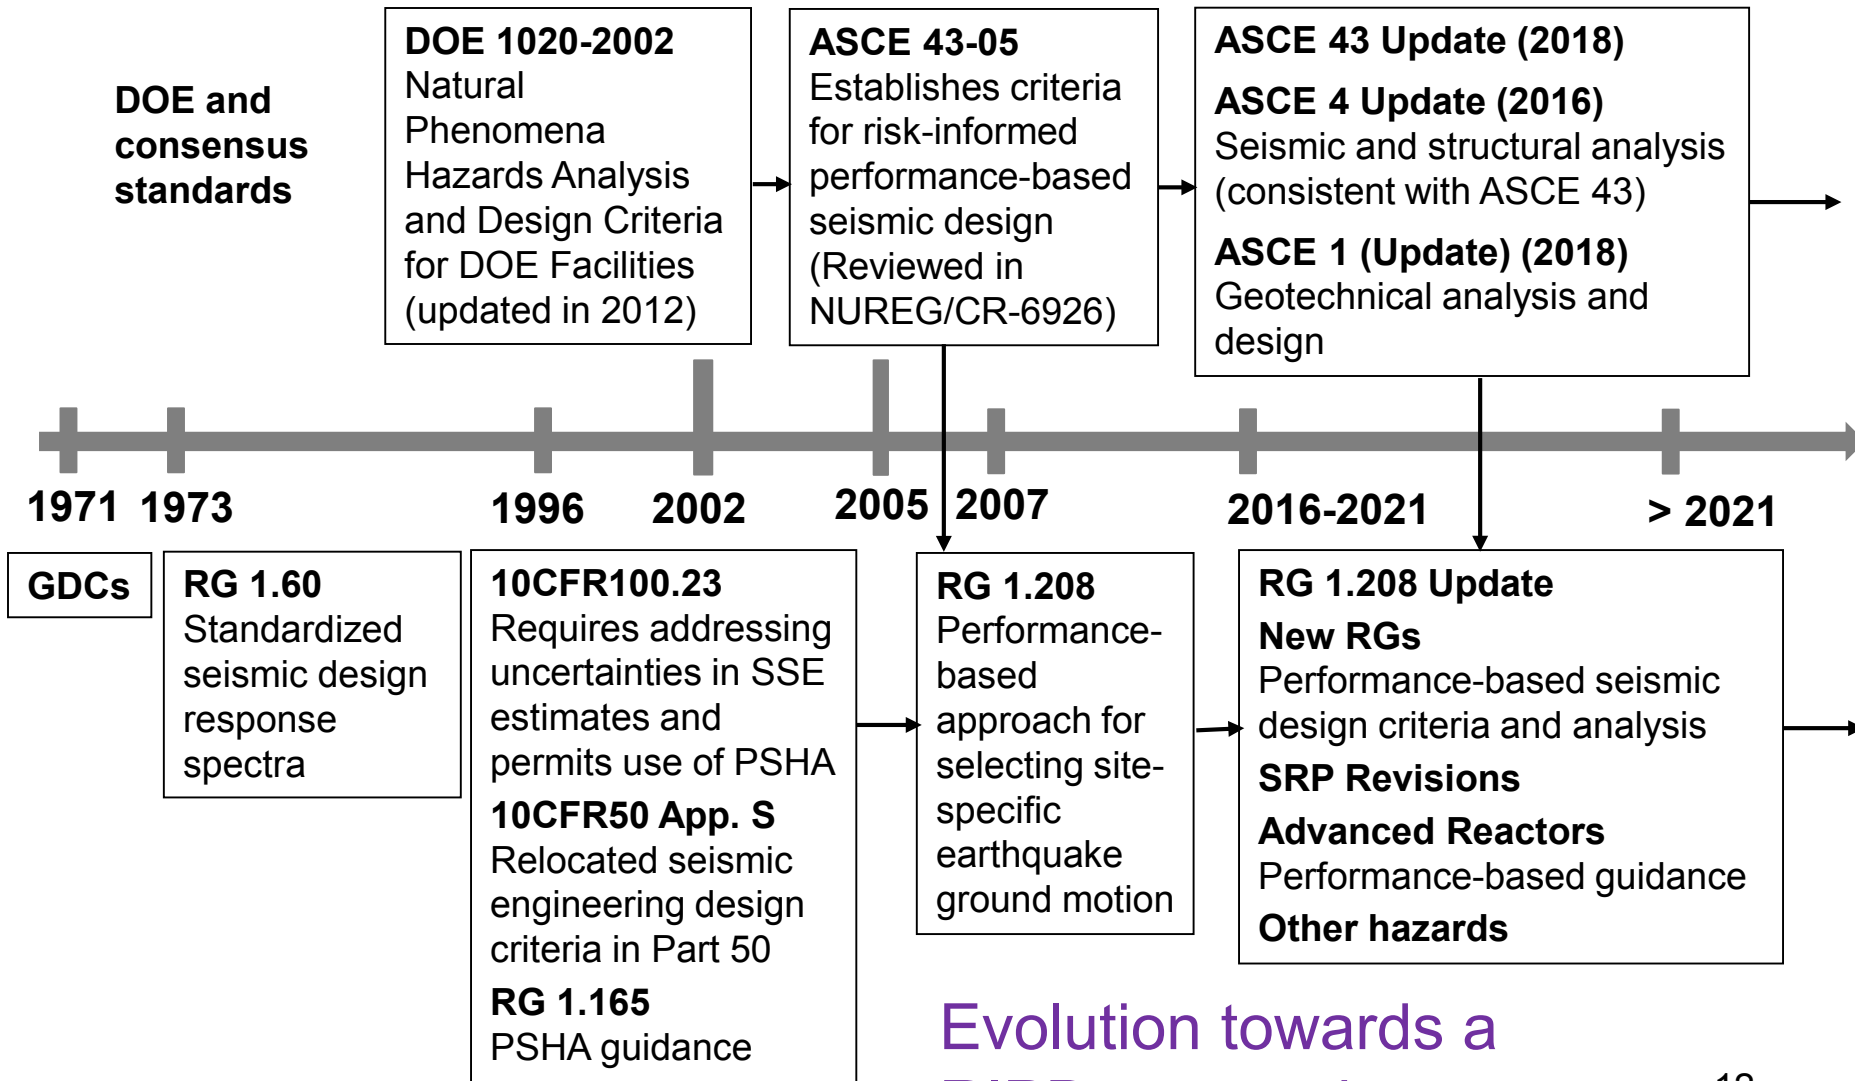 DOE and
consensus
standards
DOE 1020-2002
Natural
Phenomena
Hazards Analysis
and Design Criteria
for DOE Facilities
(updated in 2012)
ASCE 43-05
Establishes criteria
for risk-informed
performance-based
seismic design
(Reviewed in
NUREG/CR-6926)
ASCE 43 Update (2018)
ASCE 4 Update (2016)
Seismic and structural analysis
(consistent with ASCE 43)
ASCE 1 (Update) (2018)
Geotechnical analysis and
design
1971 1973 1996 2002 2005 2007 2016-2021 > 2021
GDCs
RG 1.60
Standardized
seismic design
response
spectra
10CFR100.23
Requires addressing
uncertainties in SSE
estimates and
permits use of PSHA
10CFR50 App. S
Relocated seismic
engineering design
criteria in Part 50
RG 1.165
PSHA guidance
RG 1.208
Performance-
based
approach for
selecting site-
specific
earthquake
ground motion
RG 1.208 Update
New RGs
Performance-based seismic
design criteria and analysis
SRP Revisions
Advanced Reactors
Performance-based guidance
Other hazards
Evolution towards a